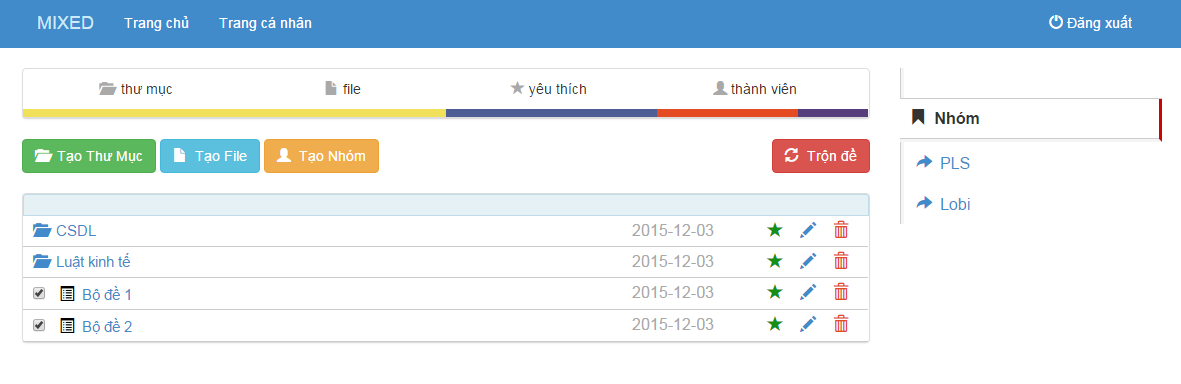 MIXED Trang chủ Trang cá nhân Đăng xuất
thư mục file yêu thích thành viên
Tạo Thư Mục Tạo File Tạo Nhóm Trộn đề
CSDL 2015-12-03
Luật kinh tế 2015-12-03
Bộ đề 1 2015-12-03
Bộ đề 2 2015-12-03
Nhóm
PLS
Lobi